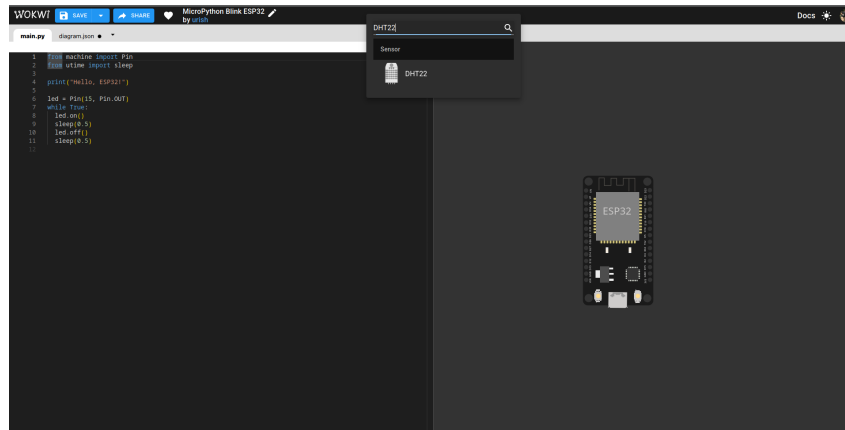 WOKWI SAVE SHARE MicroPython Blink ESP32
by urish
Docs
main.py diagram.json
DHT22
Sensor
DHT22
1 from machine import Pin
2 from utime import sleep
3
4 print("Hello, ESP32!")
5
6 led = Pin(15, Pin.OUT)
7 while True:
8 led.on()
9 sleep(0.5)
10 led.off()
11 sleep(0.5)
12
ESP32